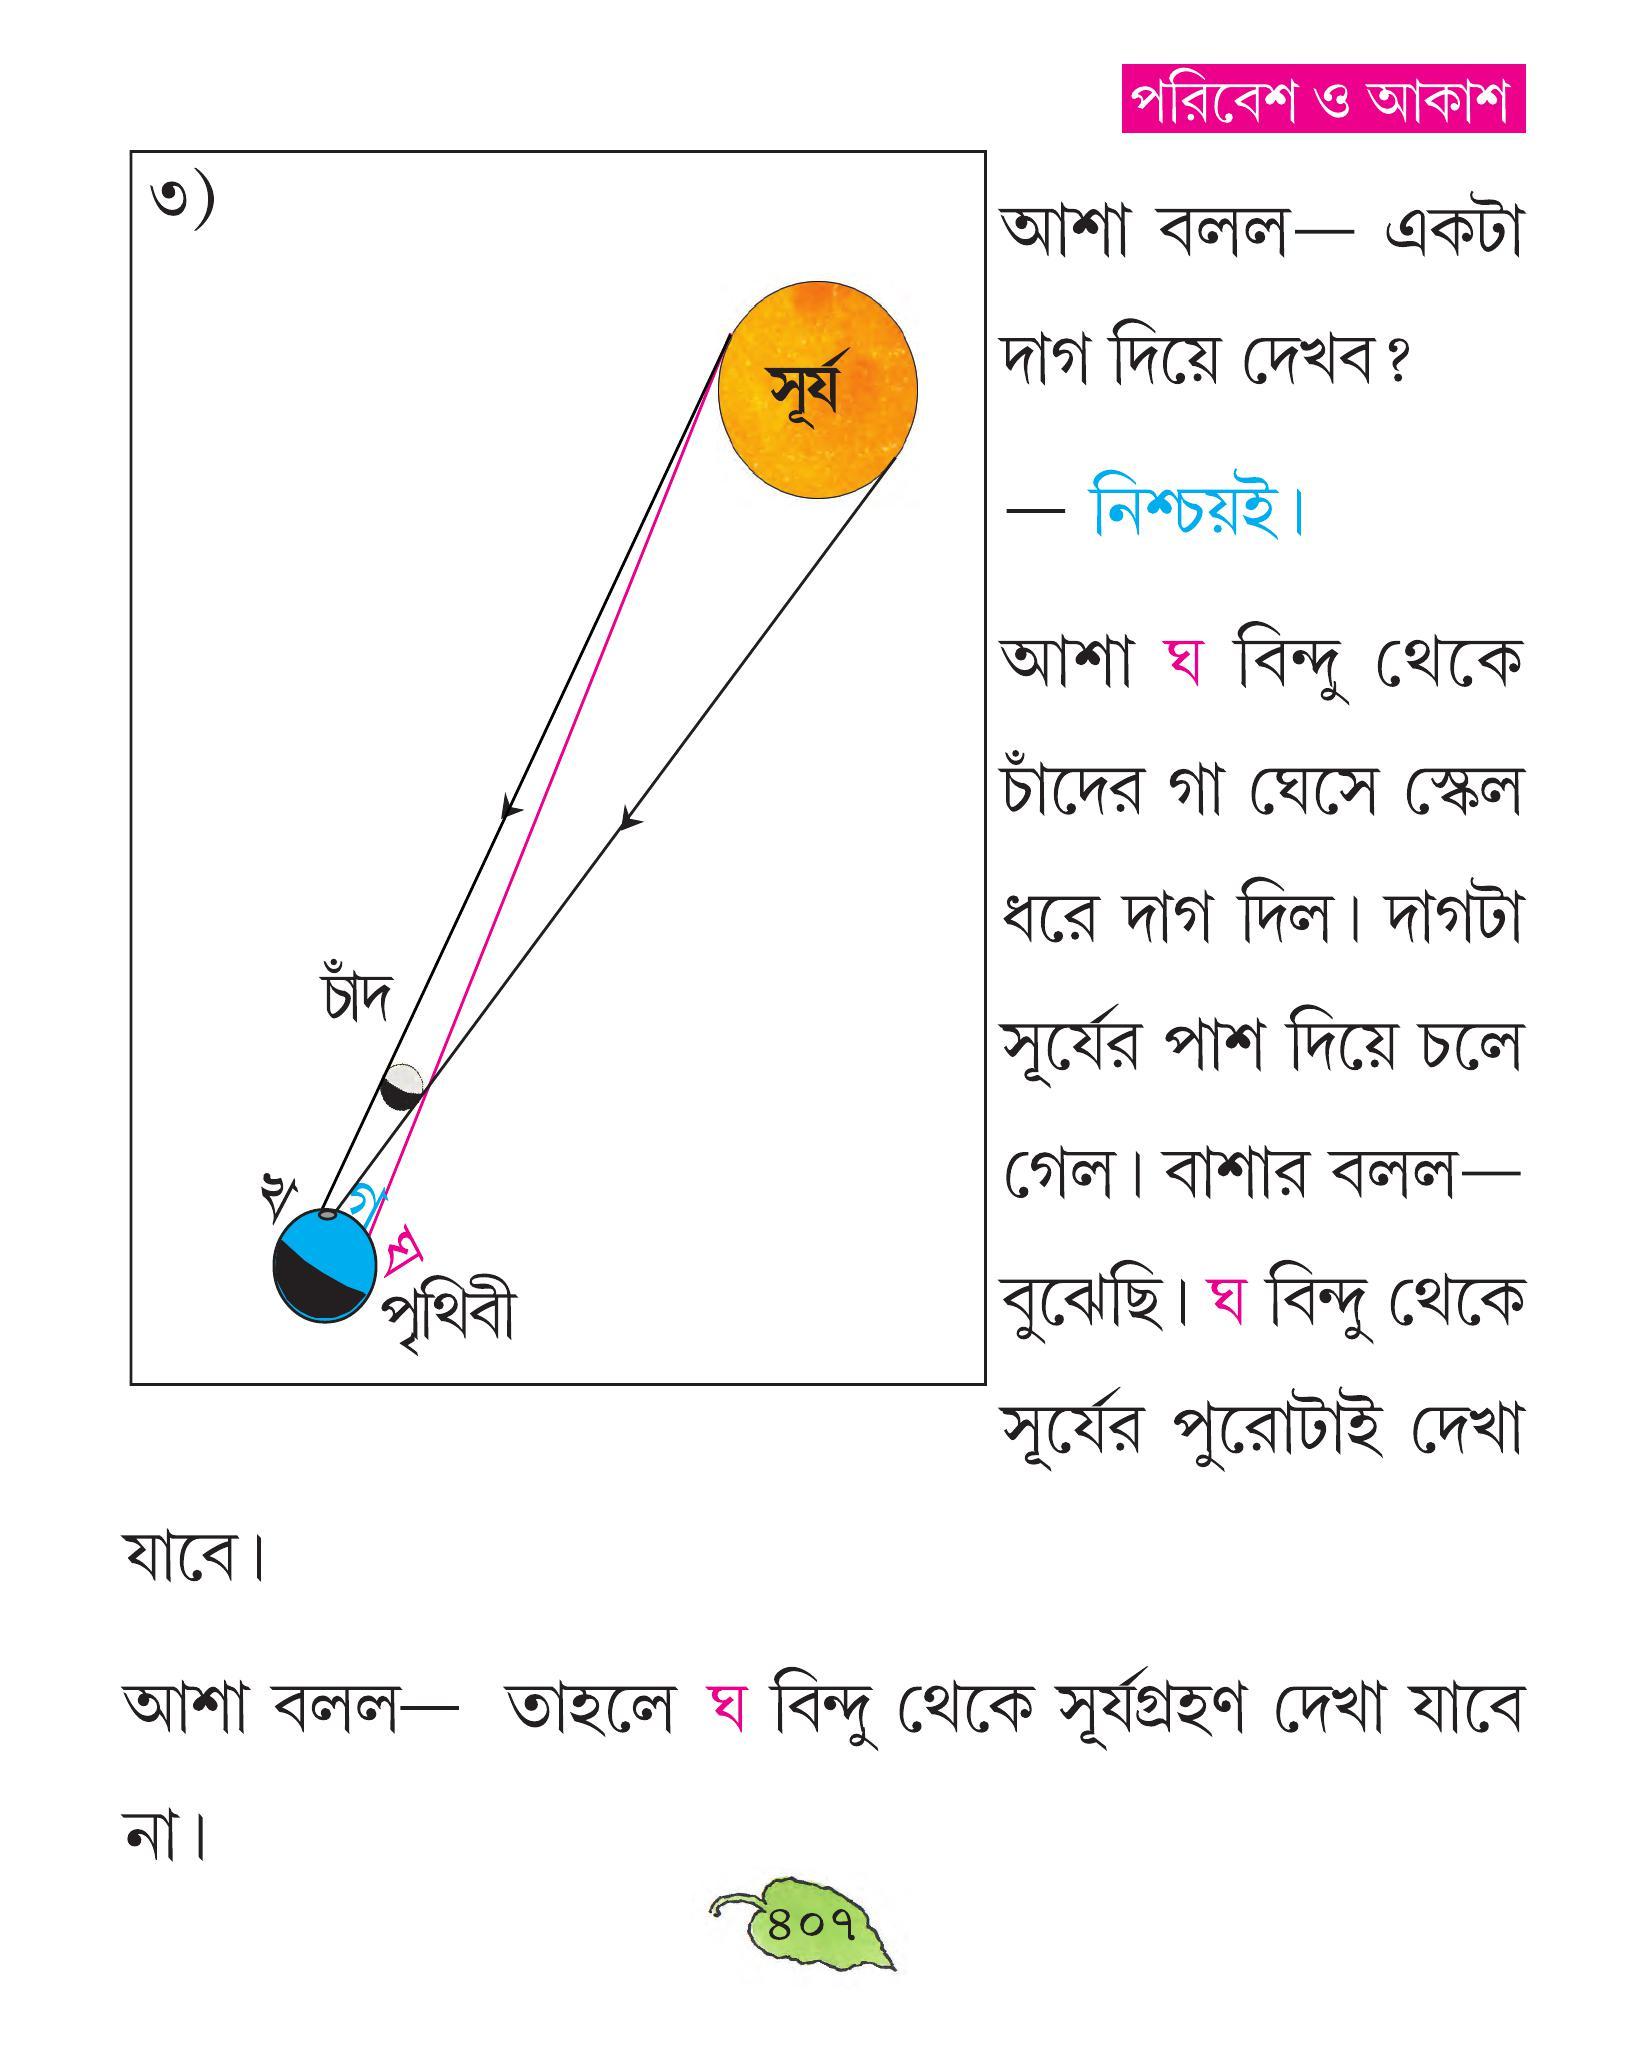 পরিবেশ ও আকাশ
৩)
সূর্য
চাঁদ
খ
গ
ঘ
পৃথিবী
আশা বলল— একটা
দাগ দিয়ে দেখব?
— নিশ্চয়ই।
আশা ঘ বিন্দু থেকে
চাঁদের গা ঘেসে স্কেল
ধরে দাগ দিল। দাগটা
সূর্যের পাশ দিয়ে চলে
গেল। বাশার বলল—
বুঝেছি। ঘ বিন্দু থেকে
সূর্যের পুরোটাই দেখা
যাবে।
আশা বলল— তাহলে ঘ বিন্দু থেকে সূর্যগ্রহণ দেখা যাবে
না।
৪০৭